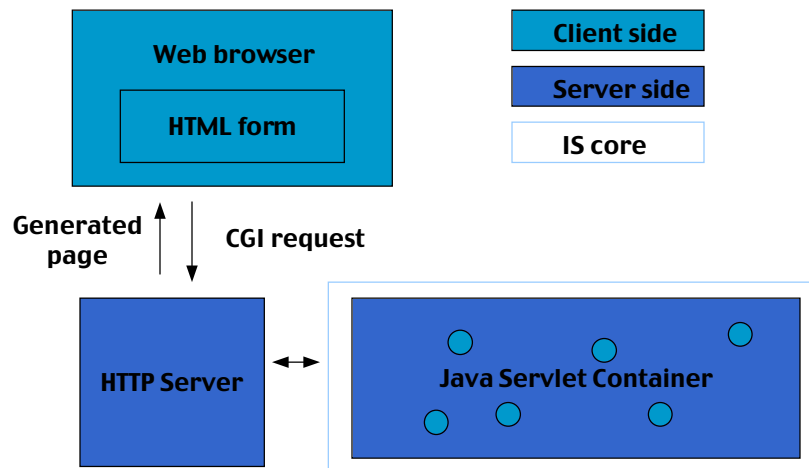 Web browser
HTML form
Client side
Server side
IS core
Generated
page
CGI request
HTTP Server
Java Servlet Container